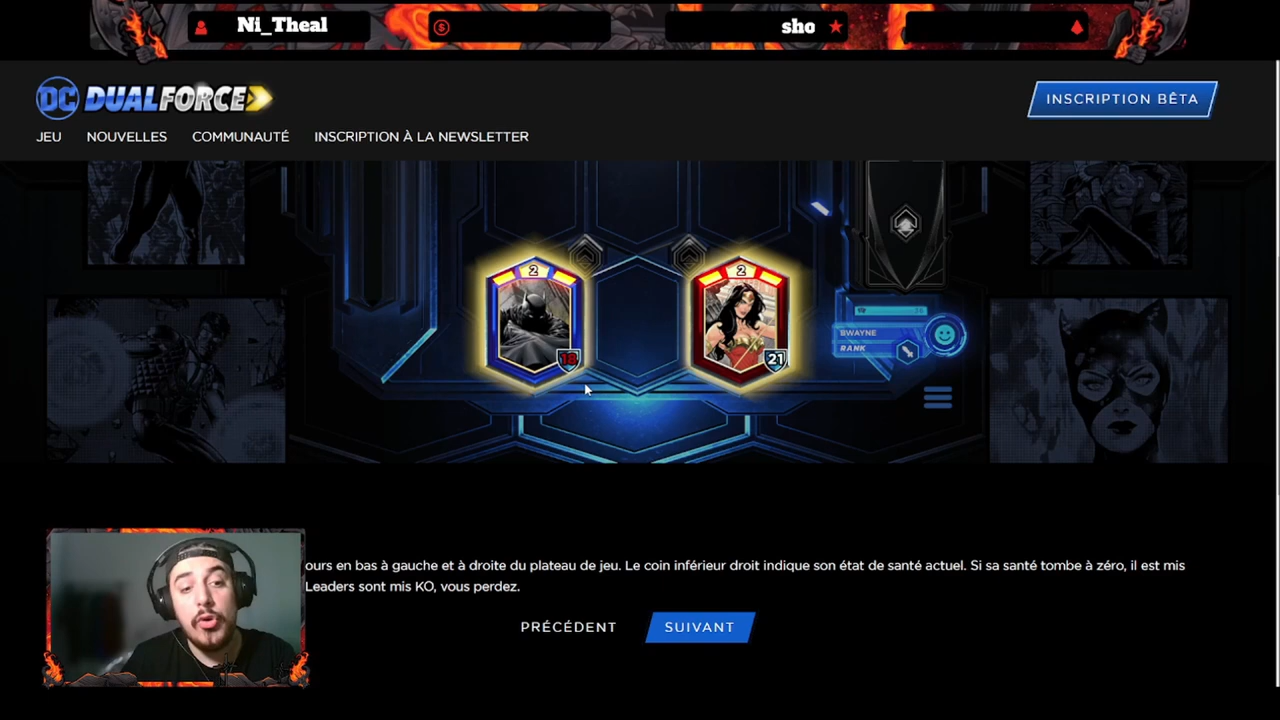 Ni_Theal
sho
DC DUALFORCE
INSCRIPTION BÊTA
JEU NOUVELLES COMMUNAUTÉ INSCRIPTION À LA NEWSLETTER
2 2
18 21
BWAYNE
RANK
ours en bas à gauche et à droite du plateau de jeu. Le coin inférieur droit indique son état de santé actuel. Si sa santé tombe à zéro, il est mis
Leaders sont mis KO, vous perdez.
PRÉCÉDENT SUIVANT